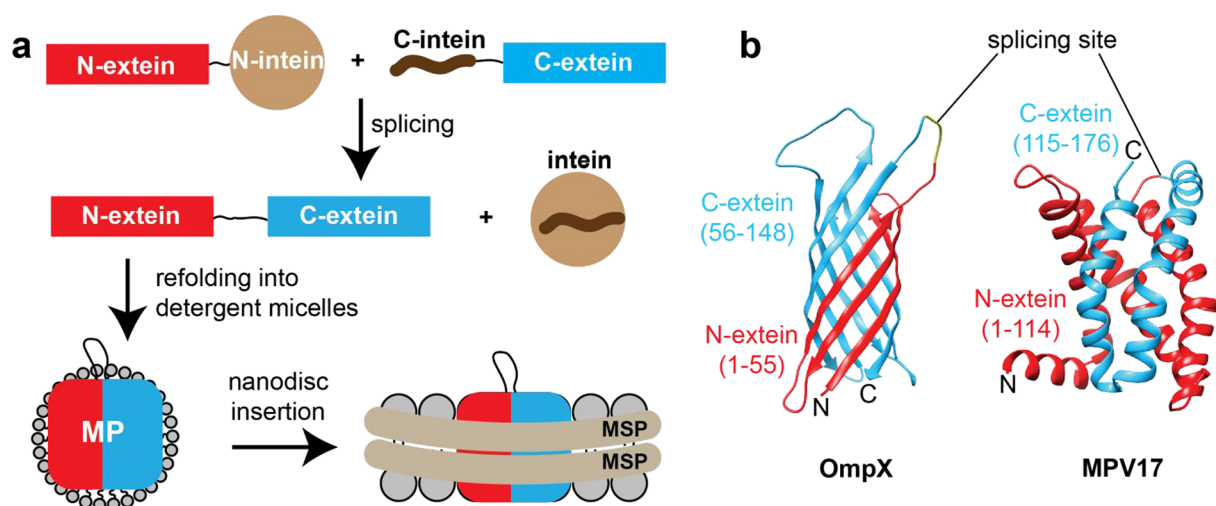 a
N-extein
N-intein
+
C-intein
C-extein
splicing
N-extein
C-extein
+
intein
refolding into
detergent micelles
MP
nanodisc
insertion
MSP
MSP
b
splicing site
C-extein
(56-148)
N-extein
(1-55)
N
C
OmpX
C-extein
(115-176)
C
N-extein
(1-114)
N
MPV17